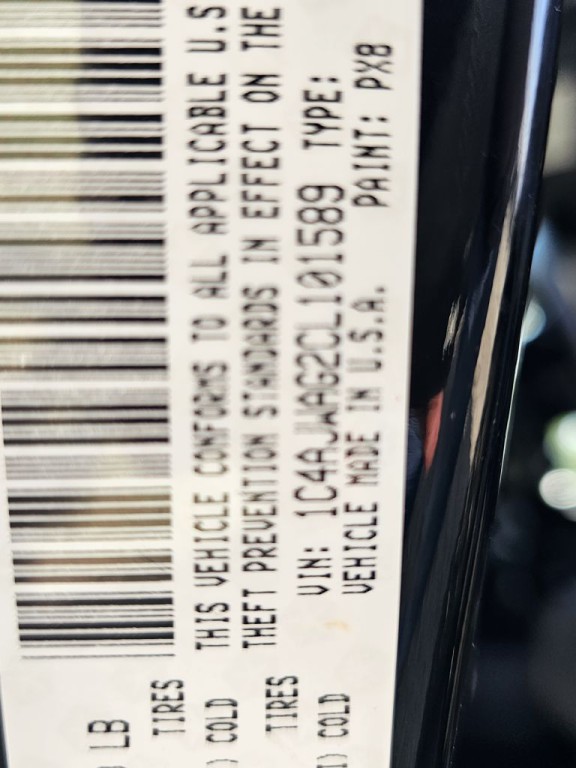 LB
TIRES
COLD
TIRES
COLD
THIS VEHICLE CONFORMS TO ALL APPLICABLE U.S
THEFT PREVENTION STANDARDS IN EFFECT ON THE
VIN: 1C4AJWAG2CL101589 TYPE:
VEHICLE MADE IN U.S.A. PAINT: PX8